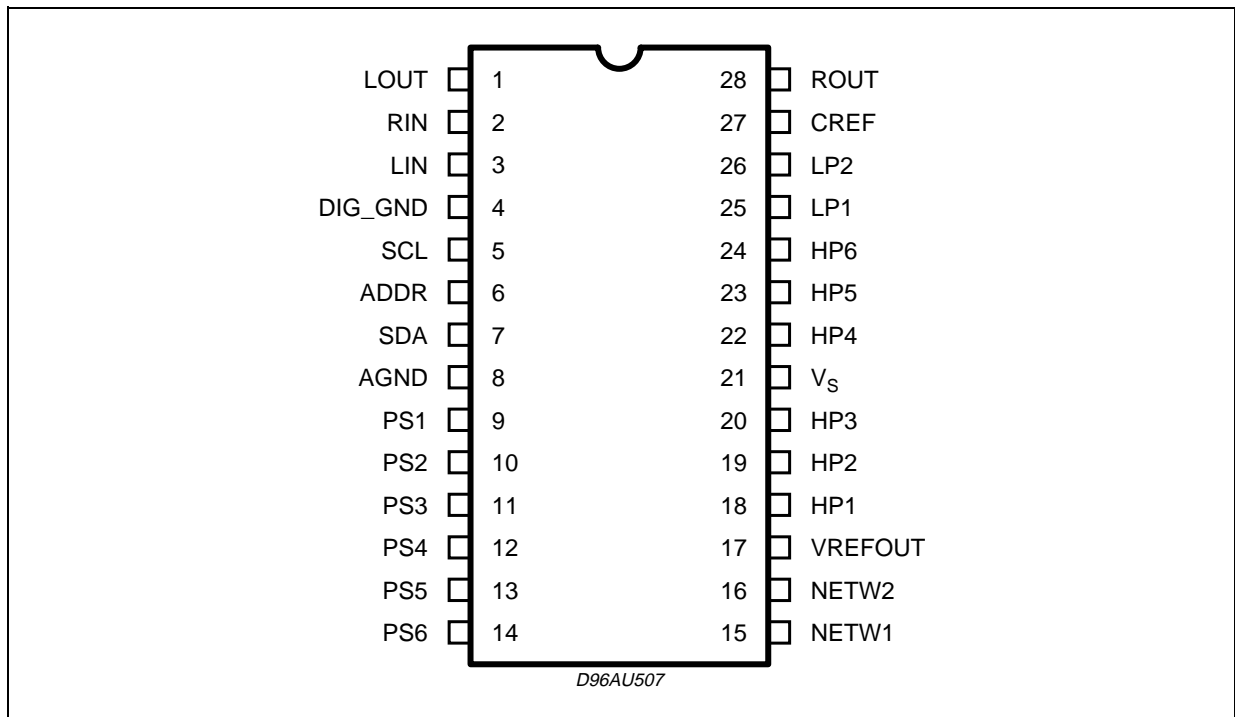 LOUT 1 28 ROUT
RIN 2 27 CREF
LIN 3 26 LP2
DIG_GND 4 25 LP1
SCL 5 24 HP6
ADDR 6 23 HP5
SDA 7 22 HP4
AGND 8 21 VS
PS1 9 20 HP3
PS2 10 19 HP2
PS3 11 18 HP1
PS4 12 17 VREFOUT
PS5 13 16 NETW2
PS6 14 15 NETW1
D96AU507